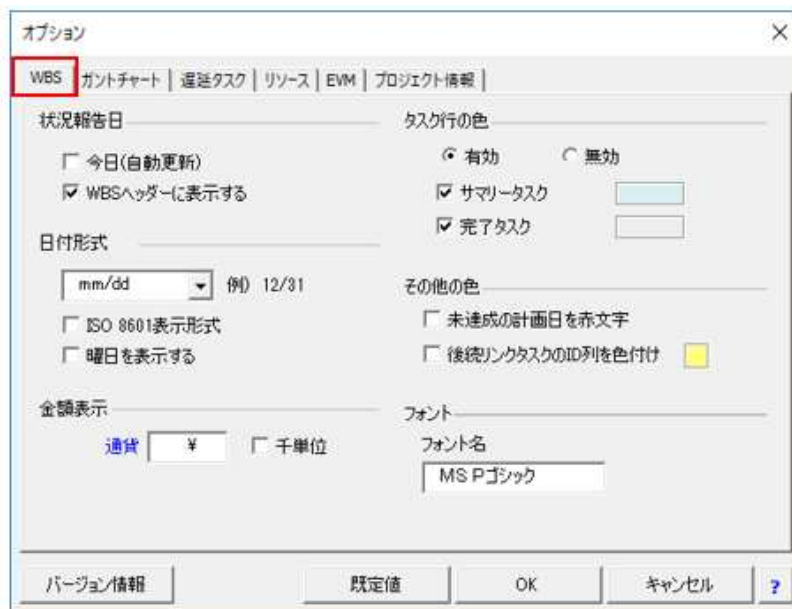 オプション
WBS ガントチャート 遅延タスク リソース EVM プロジェクト情報
状況報告日
今日(自動更新)
WBSヘッダーに表示する
日付形式
mm/dd 例) 12/31
ISO 8601表示形式
曜日を表示する
金額表示
通貨 ¥ 千単位
タスク行の色
有効 無効
サマリータスク
完了タスク
その他の色
未達成の計画日を赤文字
後続リンクタスクのID列を色付け
フォント
フォント名
MS Pゴシック
バージョン情報 既定値 OK キャンセル ?